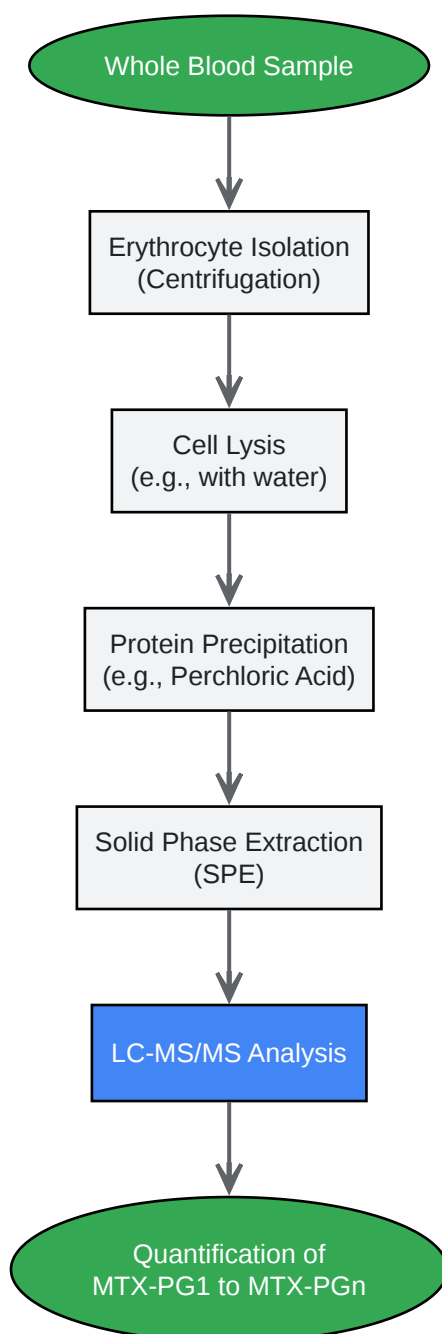 Whole Blood Sample
Erythrocyte Isolation
(Centrifugation)
Cell Lysis
(e.g., with water)
Protein Precipitation
(e.g., Perchloric Acid)
Solid Phase Extraction
(SPE)
LC-MS/MS Analysis
Quantification of
MTX-PG1 to MTX-PGn